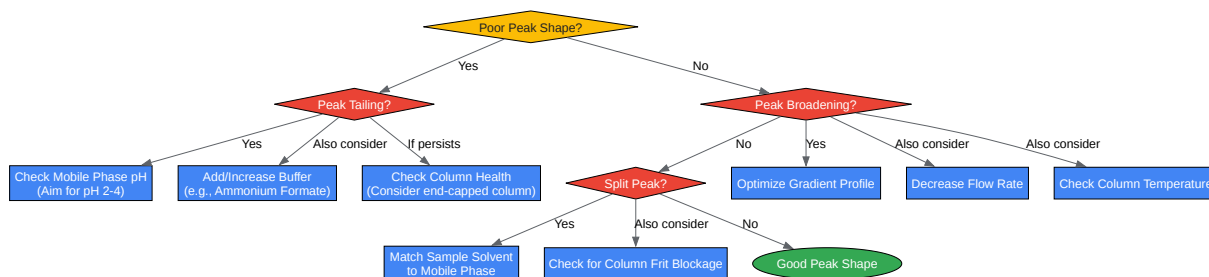 Poor Peak Shape?
Yes
No
Peak Tailing?
Peak Broadening?
Yes
Also consider
If persists
No
Yes
Also consider
Also consider
Check Mobile Phase pH
(Aim for pH 2-4)
Add/Increase Buffer
(e.g., Ammonium Formate)
Check Column Health
(Consider end-capped column)
Split Peak?
Optimize Gradient Profile
Decrease Flow Rate
Check Column Temperature
Yes
Also consider
No
Match Sample Solvent
to Mobile Phase
Check for Column Frit Blockage
Good Peak Shape